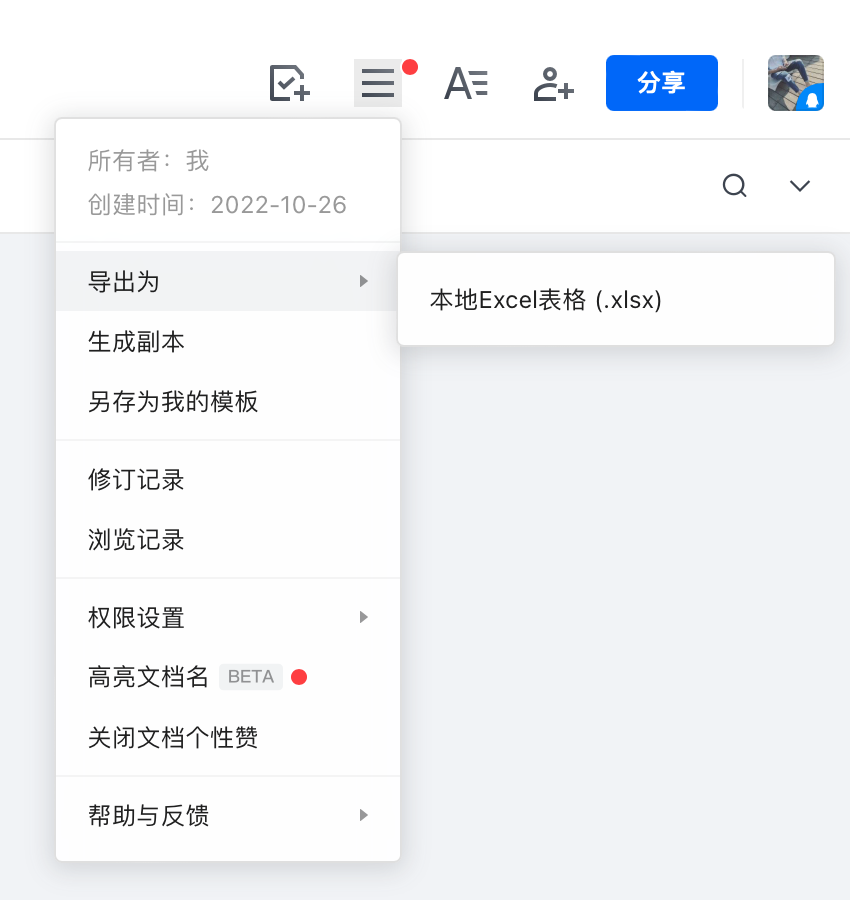 分享
所有者：我
创建时间：2022-10-26
导出为
本地Excel表格 (.xlsx)
生成副本
另存为我的模板
修订记录
浏览记录
权限设置
高亮文档名 BETA
关闭文档个性赞
帮助与反馈